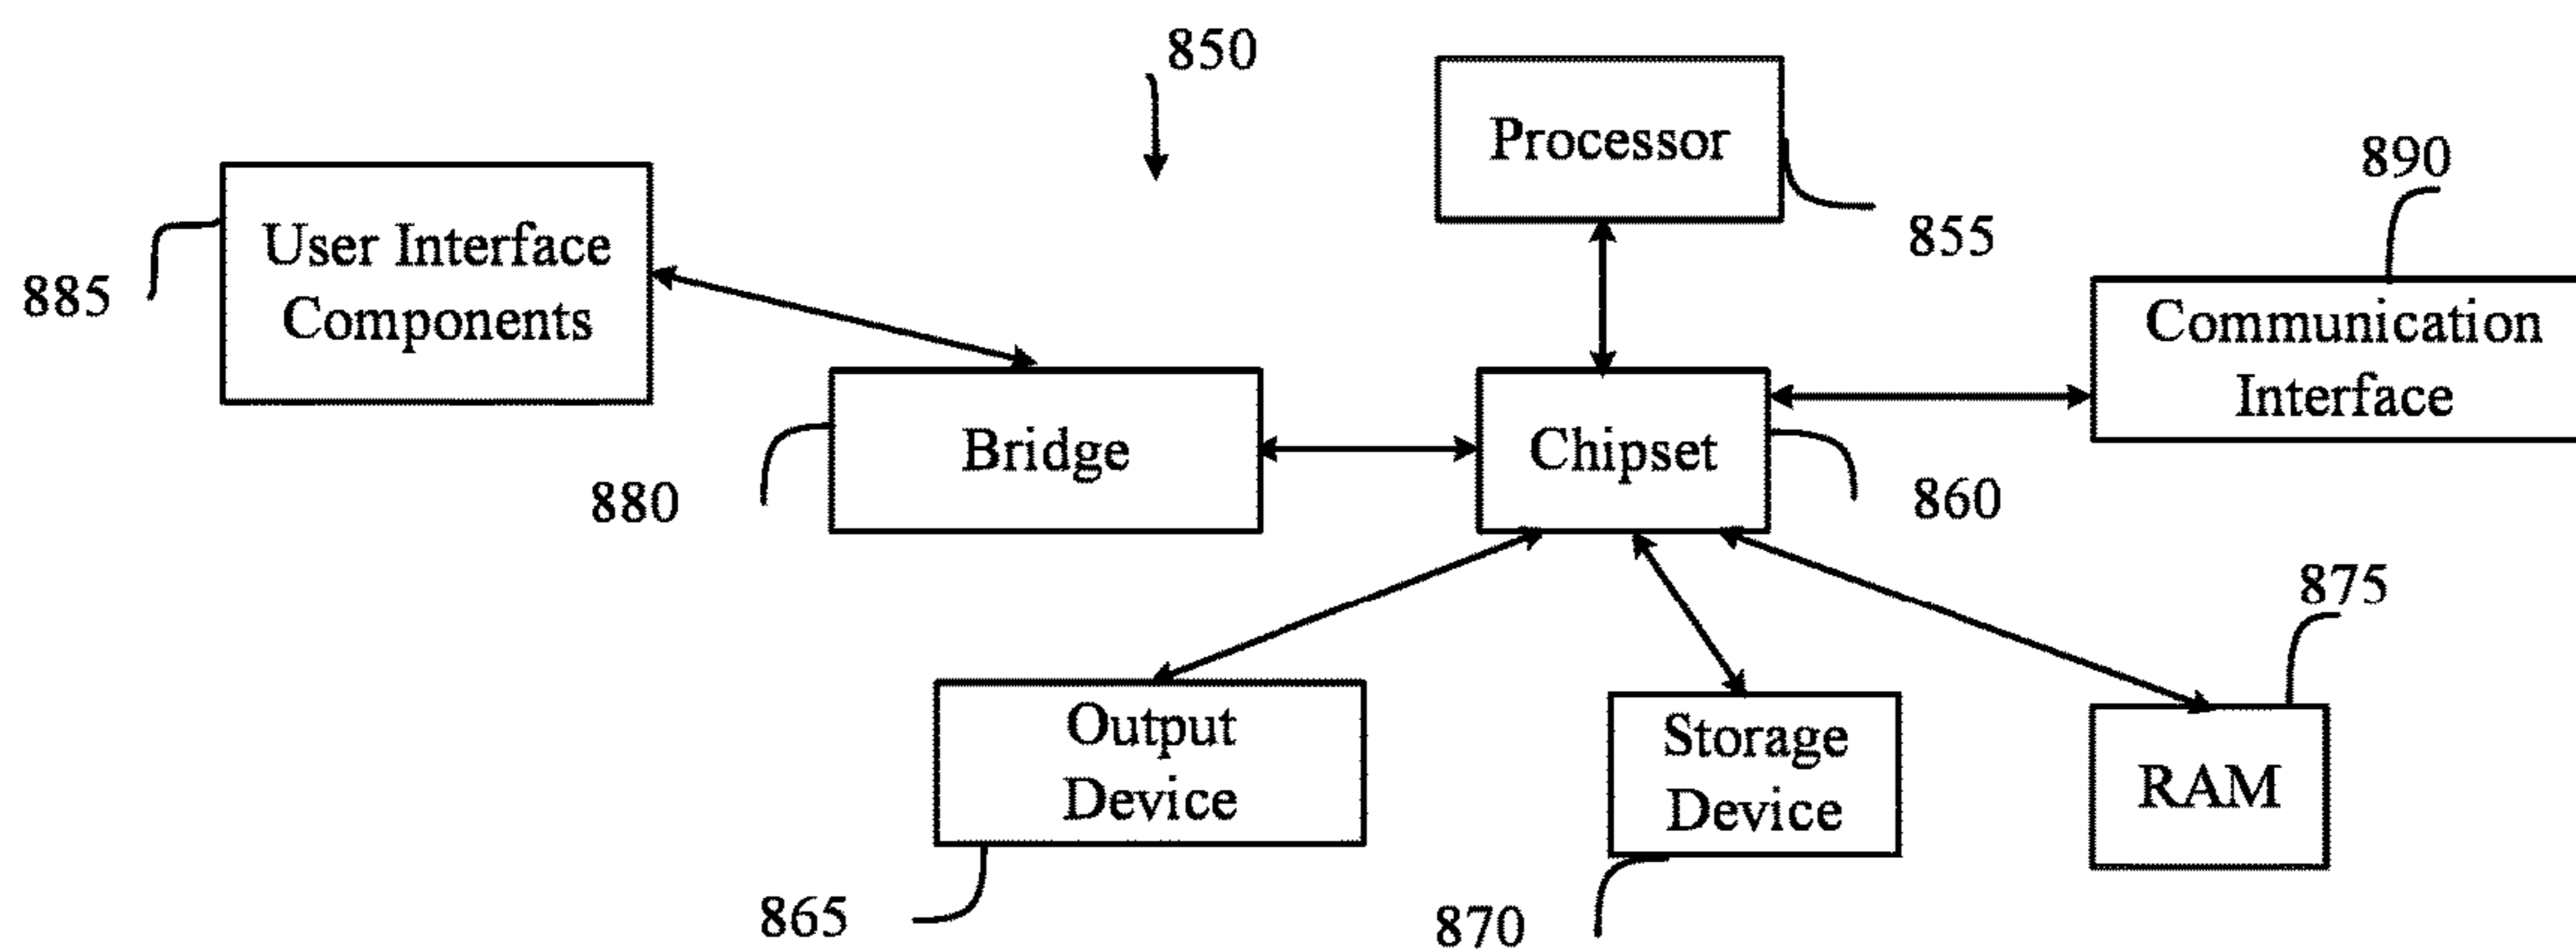 850
Processor
890
User Interface
Components
855
885
Communication
Interface
Bridge
Chipset
880
860
875
Output
Device
Storage
Device
RAM
865
870